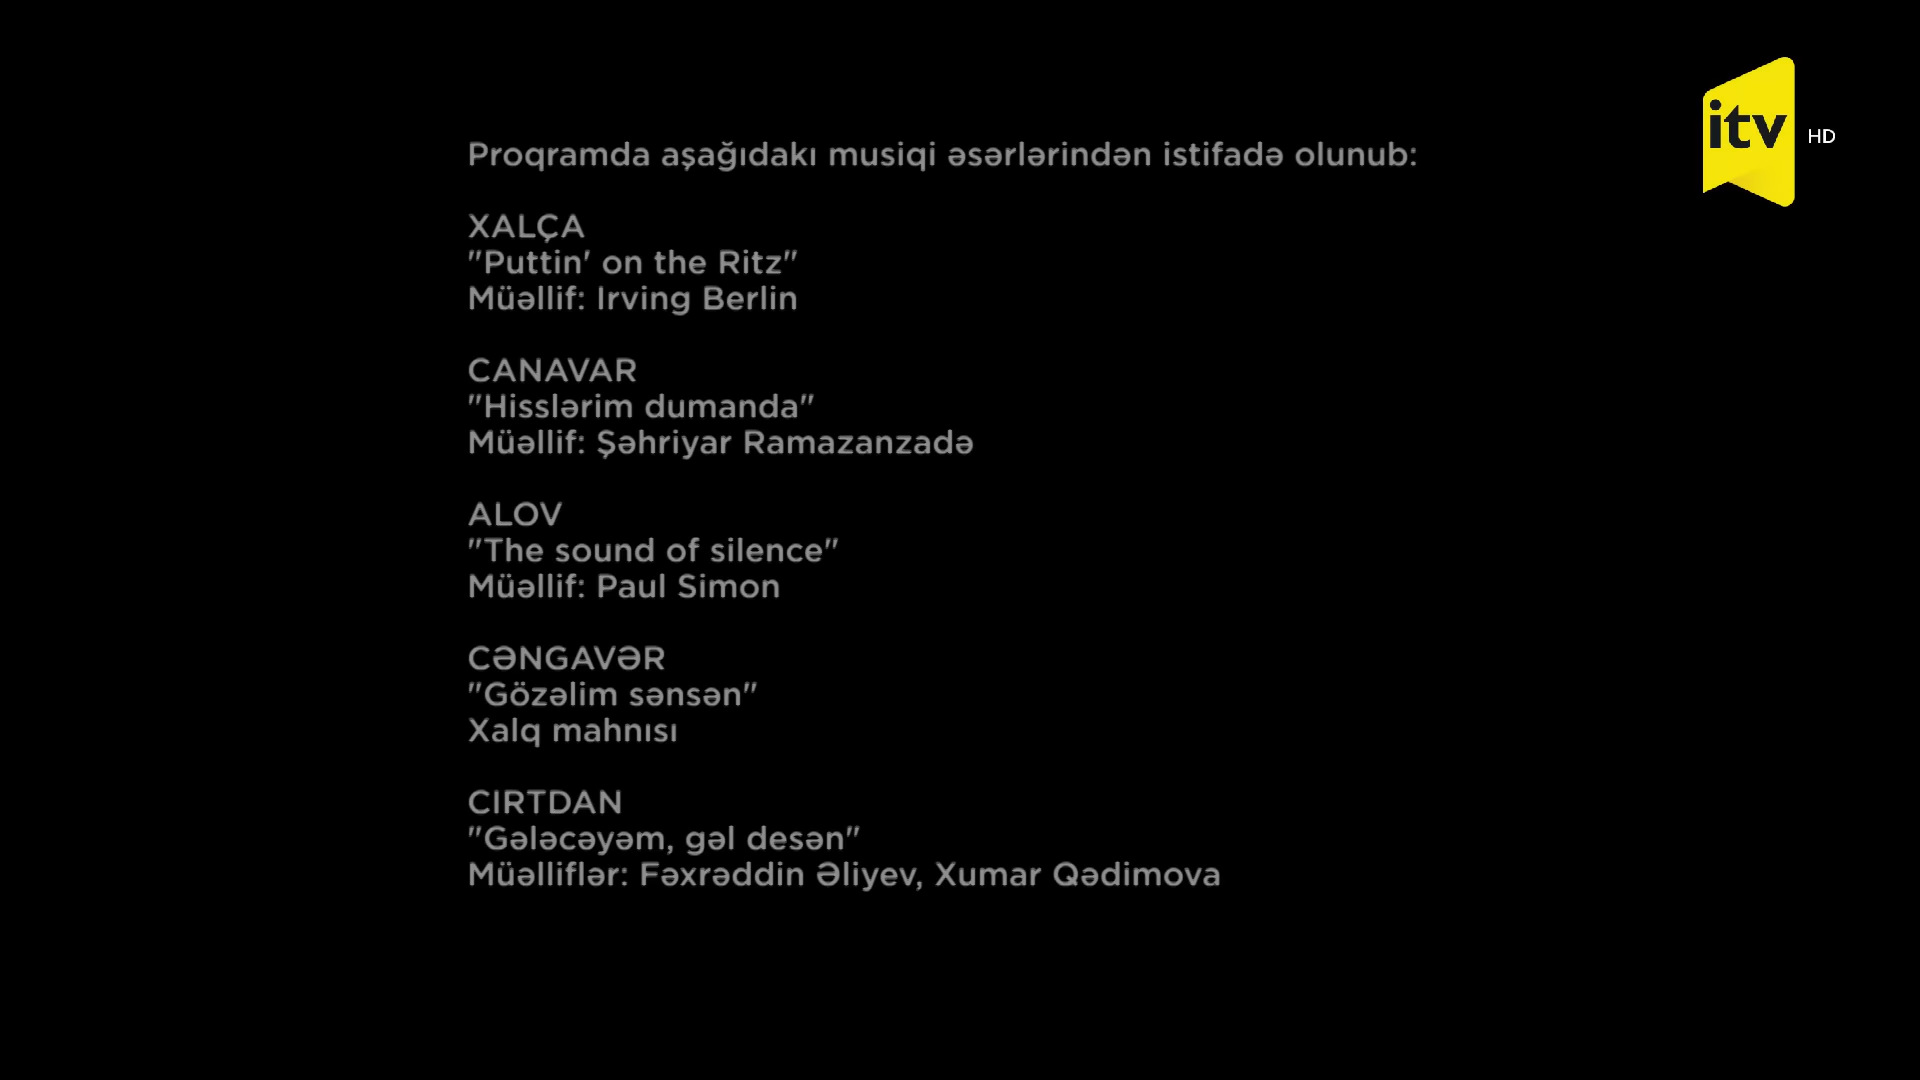 Proqramda aşağıdakı musiqi əsərlərindən istifadə olunub:
XALÇA
"Puttin' on the Ritz"
Müəllif: Irving Berlin
CANAVAR
"Hisslərim dumanda"
Müəllif: Şəhriyar Ramazanzadə
ALOV
"The sound of silence"
Müəllif: Paul Simon
CƏNGAVƏR
"Gözəlim sənsən"
Xalq mahnısı
CIRTDAN
"Gələcəyəm, gəl desən"
Müəlliflər: Fəxrəddin Əliyev, Xumar Qədimova
itv HD